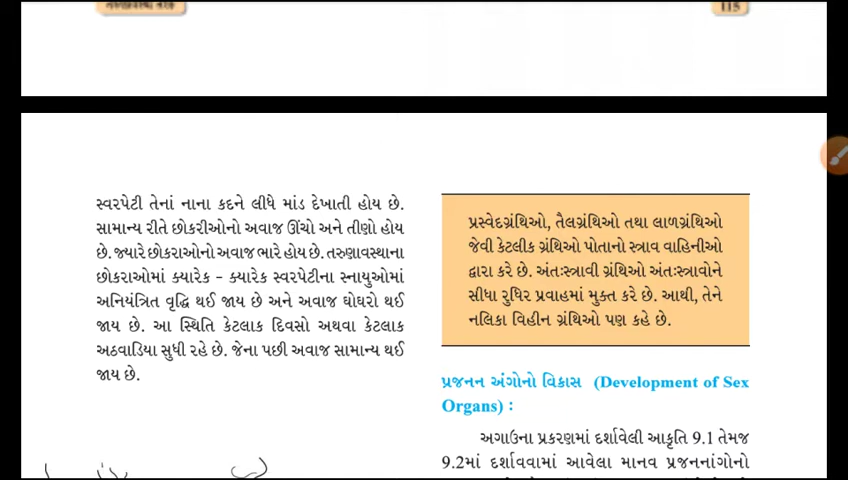 115
સ્વરપેટી તેનાં નાના કદને લીધે માંડ દેખાતી હોય છે.
સામાન્ય રીતે છોકરીઓનો અવાજ ઊંચો અને તીણો હોય
છે. જ્યારે છોકરાઓનો અવાજ ભારે હોય છે. તરુણાવસ્થાના
છોકરાઓમાં ક્યારેક - ક્યારેક સ્વરપેટીના સ્નાયુઓમાં
અનિયંત્રિત વૃદ્ધિ થઈ જાય છે અને અવાજ ઘોઘરો થઈ
જાય છે. આ સ્થિતિ કેટલાક દિવસો અથવા કેટલાક
અઠવાડિયા સુધી રહે છે. જેના પછી અવાજ સામાન્ય થઈ
જાય છે.
પ્રસ્વેદગ્રંથિઓ, તૈલગ્રંથિઓ તથા લાળગ્રંથિઓ
જેવી કેટલીક ગ્રંથિઓ પોતાનો સ્ત્રાવ વાહિનીઓ
દ્વારા કરે છે. અંતઃસ્ત્રાવી ગ્રંથિઓ અંતઃસ્ત્રાવોને
સીધા રુધિર પ્રવાહમાં મુક્ત કરે છે. આથી, તેને
નલિકા વિહીન ગ્રંથિઓ પણ કહે છે.
પ્રજનન અંગોનો વિકાસ (Development of Sex
Organs) :
અગાઉના પ્રકરણમાં દર્શાવેલી આકૃતિ 9.1 તેમજ
9.2માં દર્શાવવામાં આવેલા માનવ પ્રજનનાંગોનો